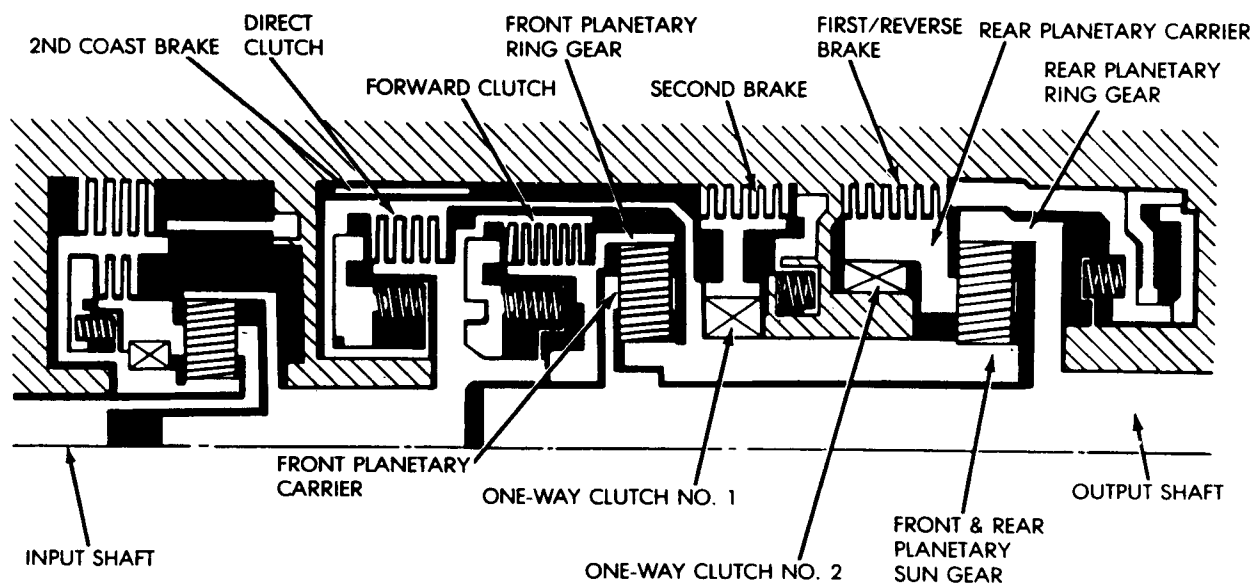 2ND COAST BRAKE
DIRECT
CLUTCH
FRONT PLANETARY
RING GEAR
FORWARD CLUTCH
SECOND BRAKE
FIRST/REVERSE
BRAKE
REAR PLANETARY CARRIER
REAR PLANETARY
RING GEAR
INPUT SHAFT
FRONT PLANETARY
CARRIER
ONE-WAY CLUTCH NO. 1
ONE-WAY CLUTCH NO. 2
FRONT & REAR
PLANETARY
SUN GEAR
OUTPUT SHAFT